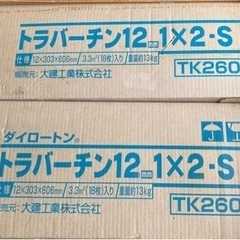 トラバーチン12mm1×2-S
仕様 12×303×606mm 3.3㎡(18枚)入り 重量約13kg
販売元: 大建工業株式会社
TK260
ダイロートン®
トラバーチン12mm1×2-S
仕様 12×303×606mm 3.3㎡(18枚)入り 重量約13kg
元: 大建工業株式会社
TK260